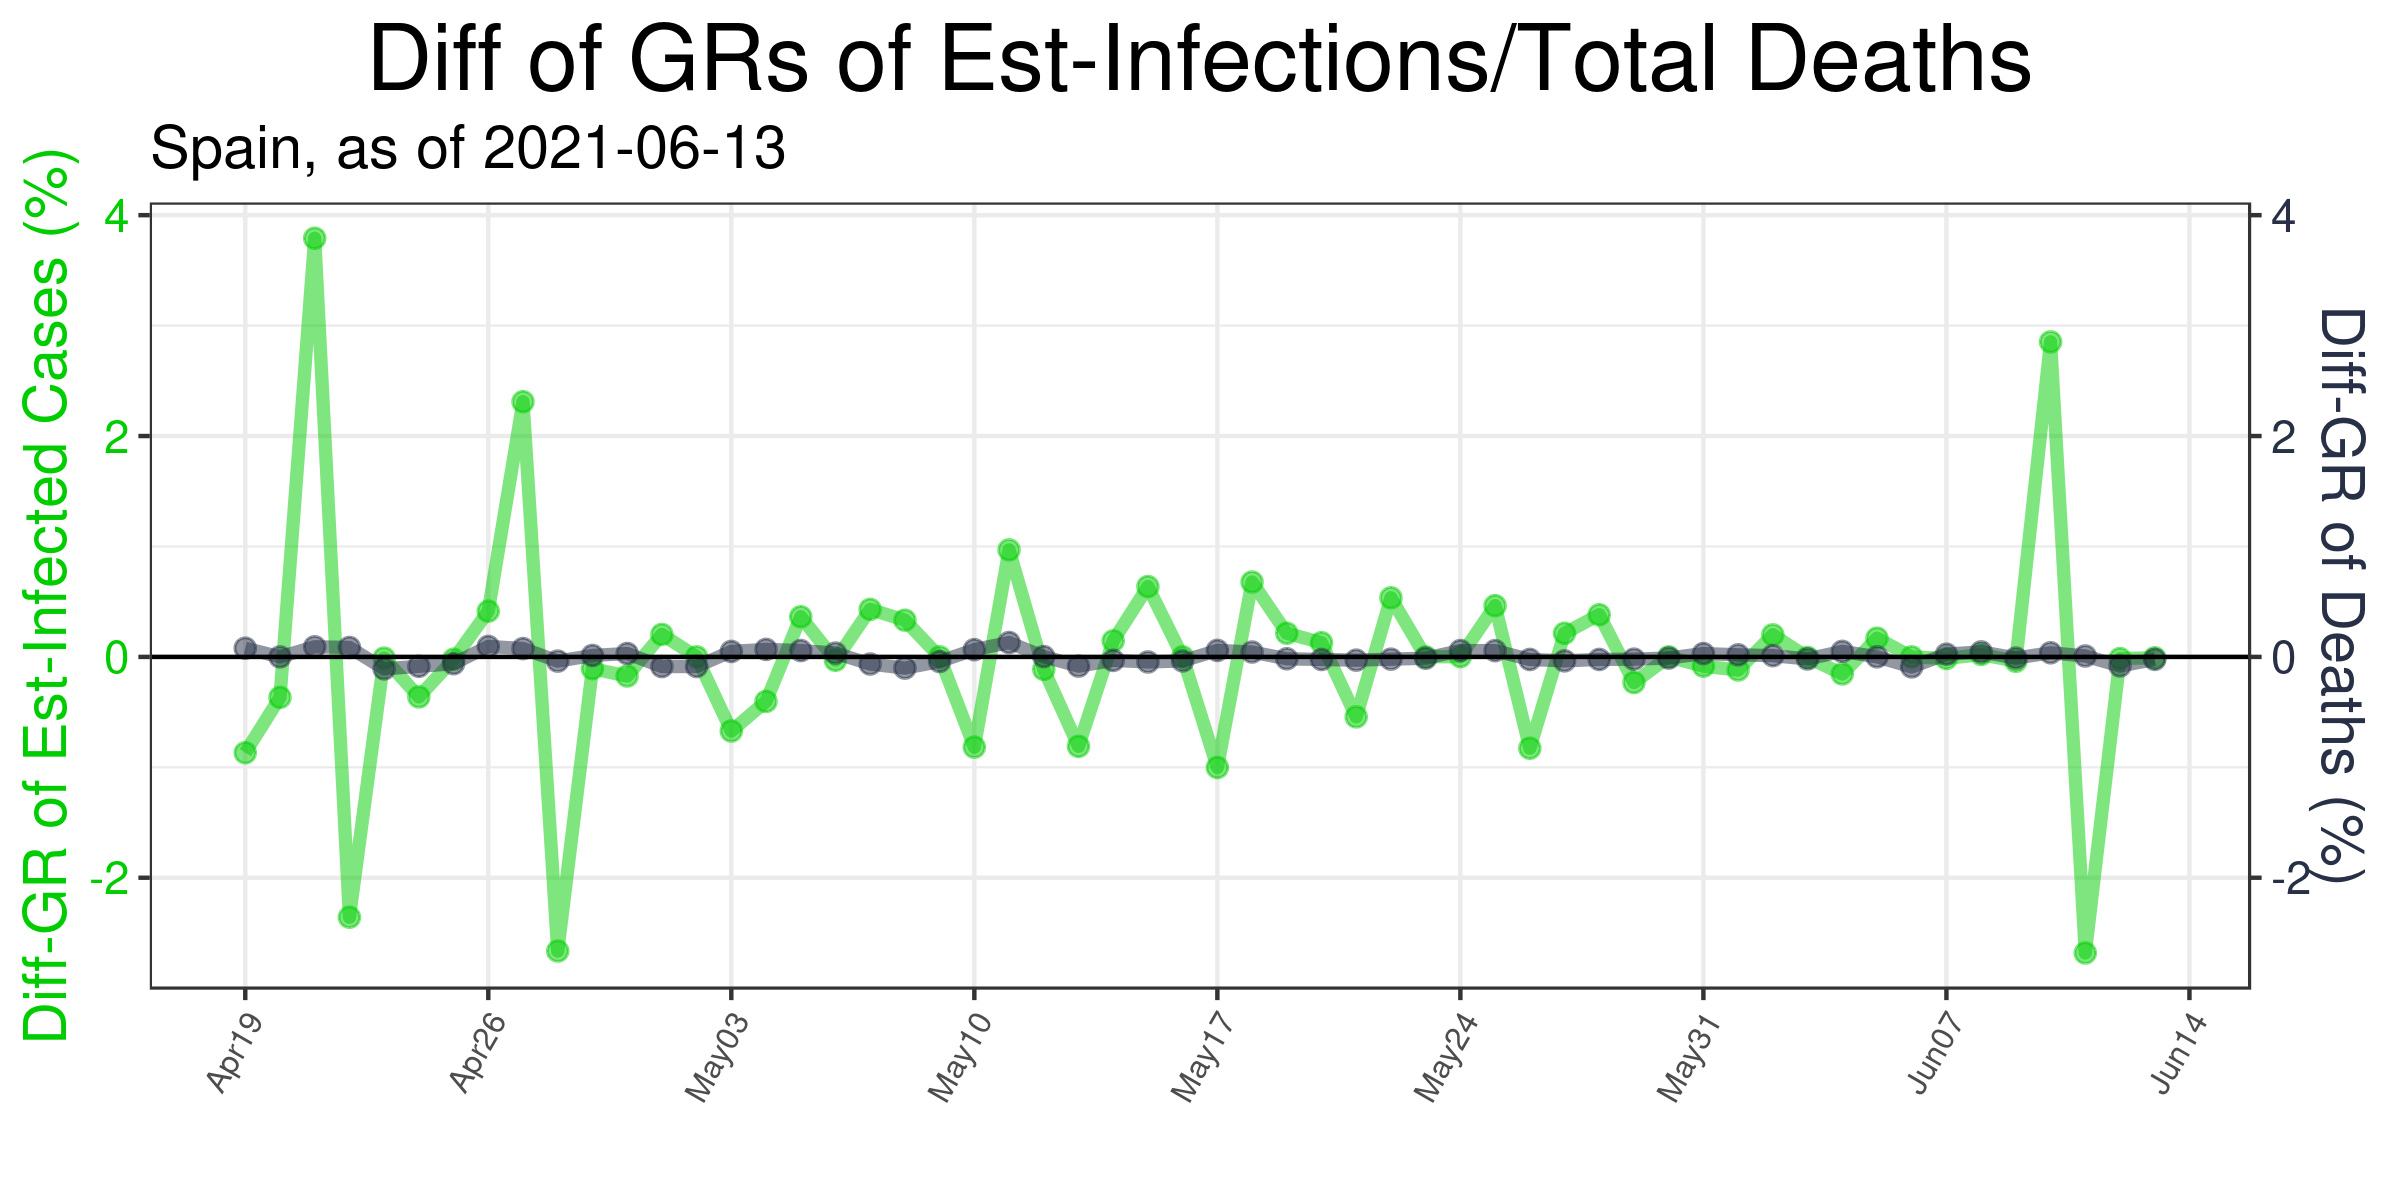 Diff of GRs of Est-Infections/Total Deaths
Spain, as of 2021-06-13
Diff-GR of Est-Infected Cases (%)
4
2
0
-2
4
2
0
-2
Diff-GR of Deaths (%)
Apr19
Apr26
May03
May10
May17
May24
May31
Jun07
Jun14